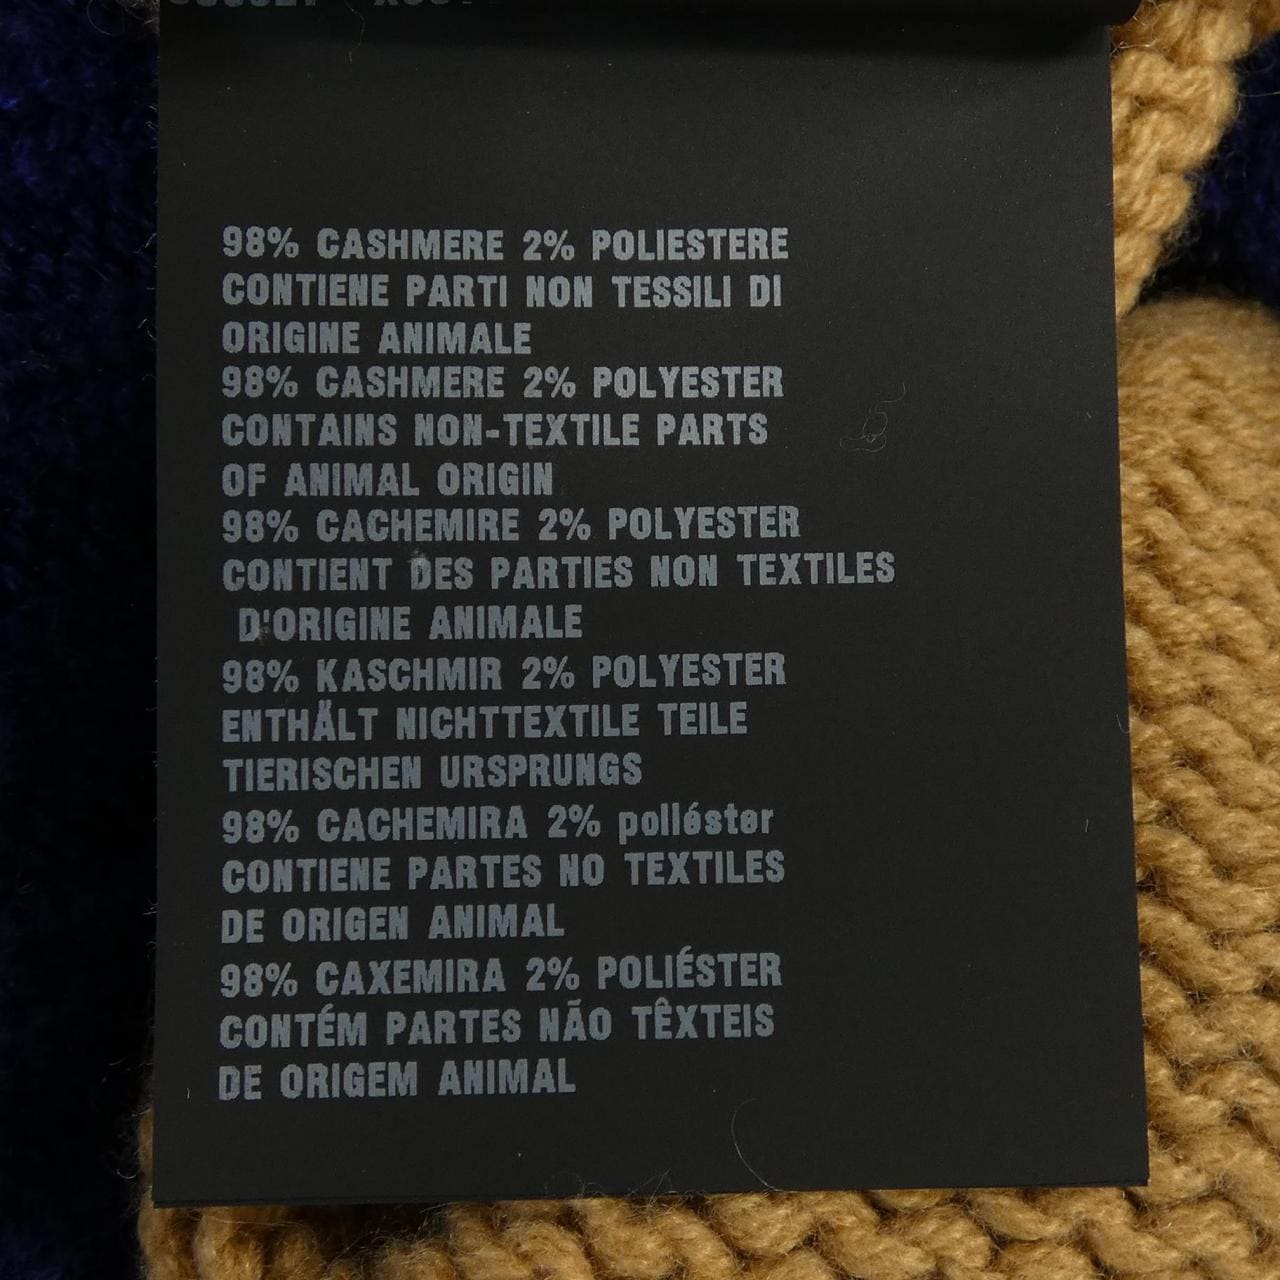 98% CASHMERE 2% POLIESTERE
CONTIENE PARTI NON TESSILI DI
ORIGINE ANIMALE
98% CASHMERE 2% POLYESTER
CONTAINS NON-TEXTILE PARTS
OF ANIMAL ORIGIN
98% CACHEMIRE 2% POLYESTER
CONTIENT DES PARTIES NON TEXTILES
D'ORIGINE ANIMALE
98% KASCHMIR 2% POLYESTER
ENTHÄLT NICHTTEXTILE TEILE
TIERISCHEN URSPRUNGS
98% CACHEMIRA 2% poliéster
CONTIENE PARTES NO TEXTILES
DE ORIGEN ANIMAL
98% CAXEMIRA 2% POLIÉSTER
CONTÉM PARTES NÃO TÊXTEIS
DE ORIGEM ANIMAL